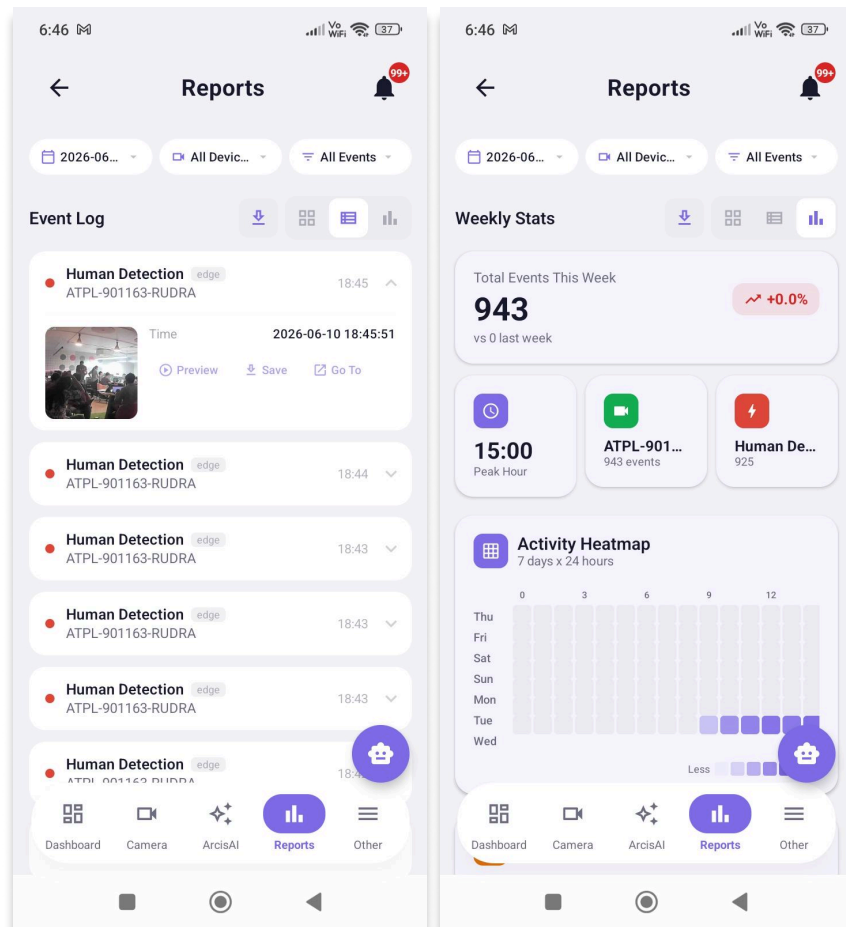 6:46
Vo
WiFi
37
Reports
99+
2026-06...
All Devic...
All Events
Event Log
Human Detection edge
18:45
ATPL-901163-RUDRA
Time
2026-06-10 18:45:51
Preview
Save
Go To
Human Detection edge
18:44
ATPL-901163-RUDRA
Human Detection edge
18:43
ATPL-901163-RUDRA
Human Detection edge
18:43
ATPL-901163-RUDRA
Human Detection edge
18:43
ATPL-901163-RUDRA
Human Detection edge
ATPL-901163-RUDRA
Dashboard
Camera
ArcisAI
Reports
Other
6:46
Vo
WiFi
37
Reports
99+
2026-06...
All Devic...
All Events
Weekly Stats
Total Events This Week
943
+0.0%
vs 0 last week
15:00
Peak Hour
ATPL-901...
943 events
Human De...
925
Activity Heatmap
7 days x 24 hours
0 3 6 9 12
Thu
Fri
Sat
Sun
Mon
Tue
Wed
Less
Dashboard
Camera
ArcisAI
Reports
Other